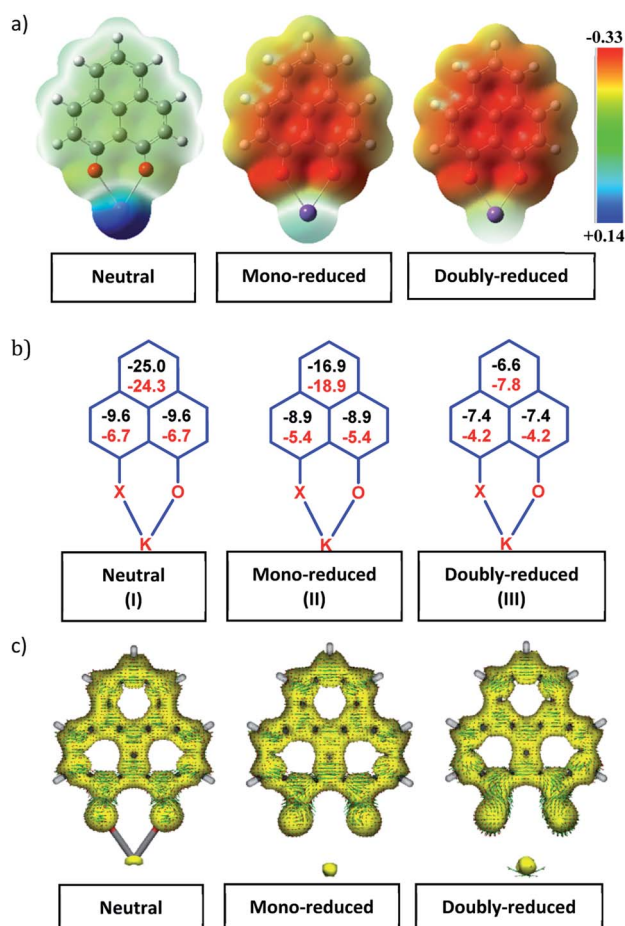 a)
-0.33
+0.14
Neutral
Mono-reduced
Doubly-reduced
b)
-25.0
-24.3
-9.6
-9.6
-6.7
-6.7
X
O
K
Neutral
(I)
-16.9
-18.9
-8.9
-8.9
-5.4
-5.4
X
O
K
Mono-reduced
(II)
-6.6
-7.8
-7.4
-7.4
-4.2
-4.2
X
O
K
Doubly-reduced
(III)
c)
Neutral
Mono-reduced
Doubly-reduced